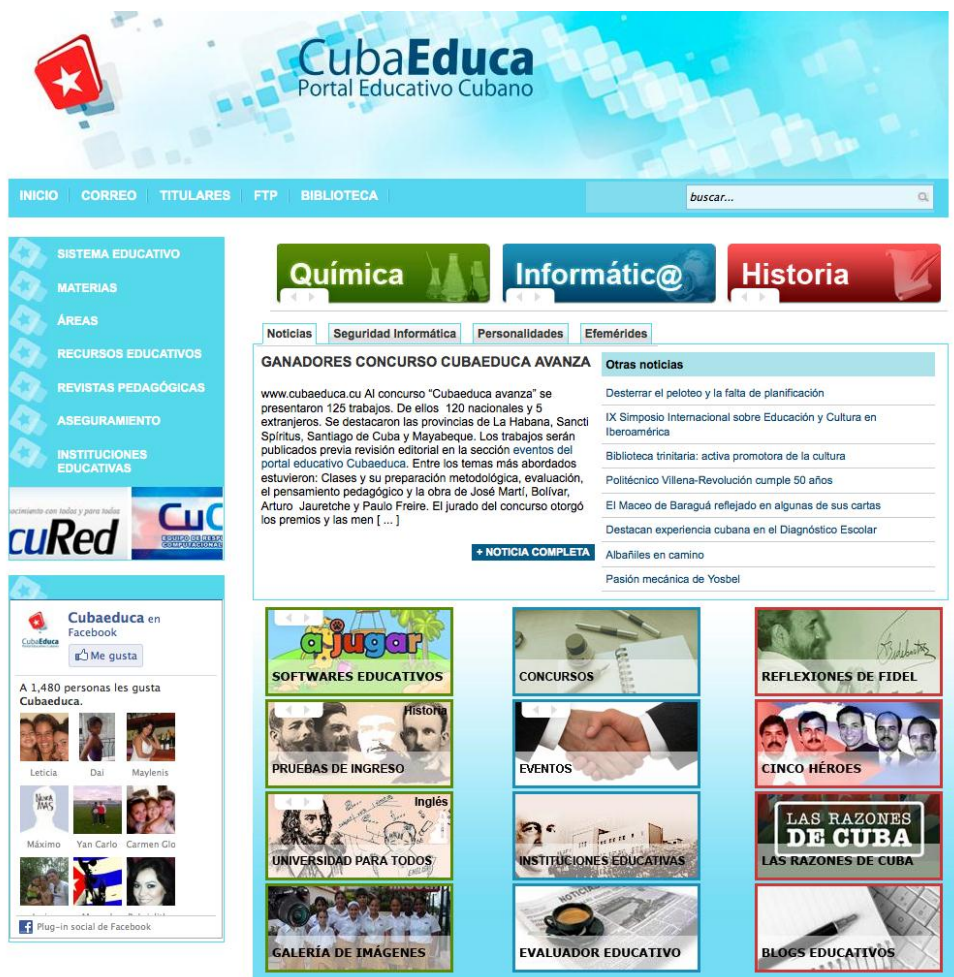 CubaEduca
Portal Educativo Cubano
INICIO
CORREO
TITULARES
FTP
BIBLIOTECA
buscar...
SISTEMA EDUCATIVO
MATERIAS
ÁREAS
RECURSOS EDUCATIVOS
REVISTAS PEDAGÓGICAS
ASEGURAMIENTO
INSTITUCIONES
EDUCATIVAS
cuRed
CuC
Cubaeduca en
Facebook
CubaEduca
Me gusta
A 1,480 personas les gusta
Cubaeduca.
Leticia
Dai
Maylenis
Máximo
Yan Carlo
Carmen Glo
Plug-in social de Facebook
Química
Informátic@
Historia
Noticias
Seguridad Informática
Personalidades
Efemérides
GANADORES CONCURSO CUBAEDUCA AVANZA
www.cubaeduca.cu Al concurso “Cubaeduca avanza” se
presentaron 125 trabajos. De ellos 120 nacionales y 5
extranjeros. Se destacaron las provincias de La Habana, Sancti
Spíritus, Santiago de Cuba y Mayabeque. Los trabajos serán
publicados previa revisión editorial en la sección eventos del
portal educativo Cubaeduca. Entre los temas más abordados
estuvieron: Clases y su preparación metodológica, evaluación,
el pensamiento pedagógico y la obra de José Martí, Bolívar,
Arturo Jauretche y Paulo Freire. El jurado del concurso otorgó
los premios y las men [ ... ]
+ NOTICIA COMPLETA
Otras noticias
Desterrar el peloteo y la falta de planificación
IX Simposio Internacional sobre Educación y Cultura en
Iberoamérica
Biblioteca trinitaria: activa promotora de la cultura
Politécnico Villena-Revolución cumple 50 años
El Maceo de Baraguá reflejado en algunas de sus cartas
Destacan experiencia cubana en el Diagnóstico Escolar
Albañiles en camino
Pasión mecánica de Yosbel
a jugar
SOFTWARES EDUCATIVOS
CONCURSOS
REFLEXIONES DE FIDEL
Historia
PRUEBAS DE INGRESO
EVENTOS
CINCO HÉROES
Inglés
UNIVERSIDAD PARA TODOS
INSTITUCIONES EDUCATIVAS
LAS RAZONES
DE CUBA
LAS RAZONES DE CUBA
GALERÍA DE IMÁGENES
EVALUADOR EDUCATIVO
BLOGS EDUCATIVOS